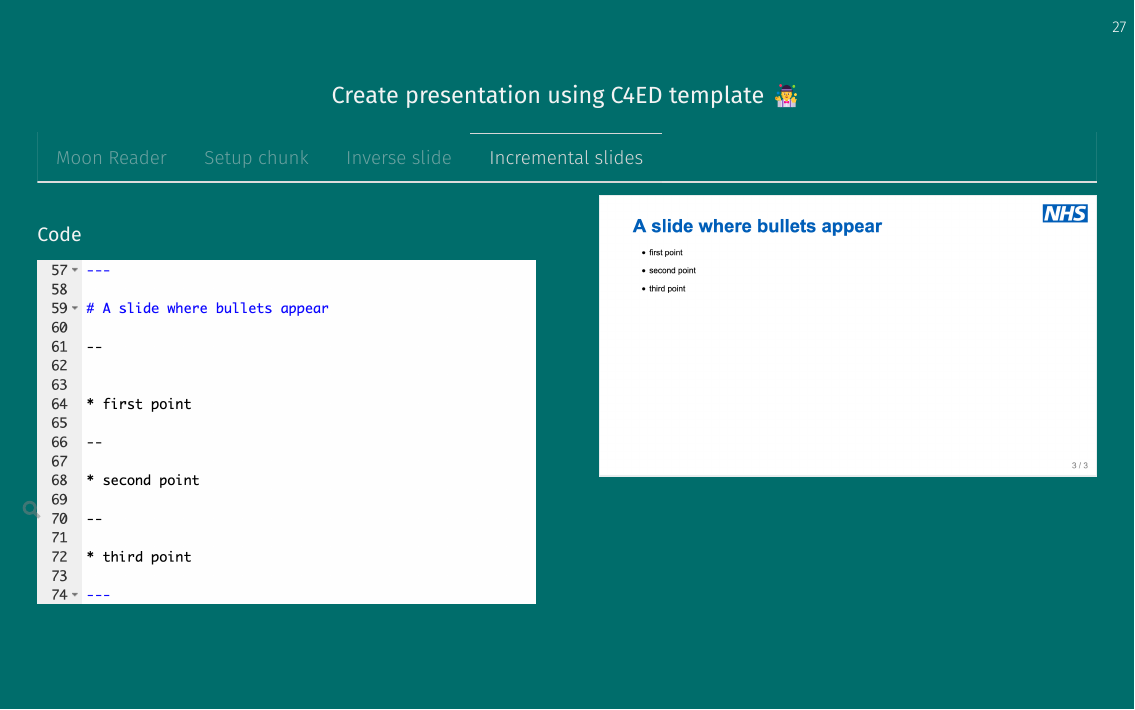 27
Create presentation using C4ED template
Moon Reader Setup chunk Inverse slide Incremental slides
Code
57 ---
58
59 # A slide where bullets appear
60
61 --
62
63
64 * first point
65
66 --
67
68 * second point
69
70 --
71
72 * third point
73
74 ---
NHS
A slide where bullets appear
• first point
• second point
• third point
3 / 3